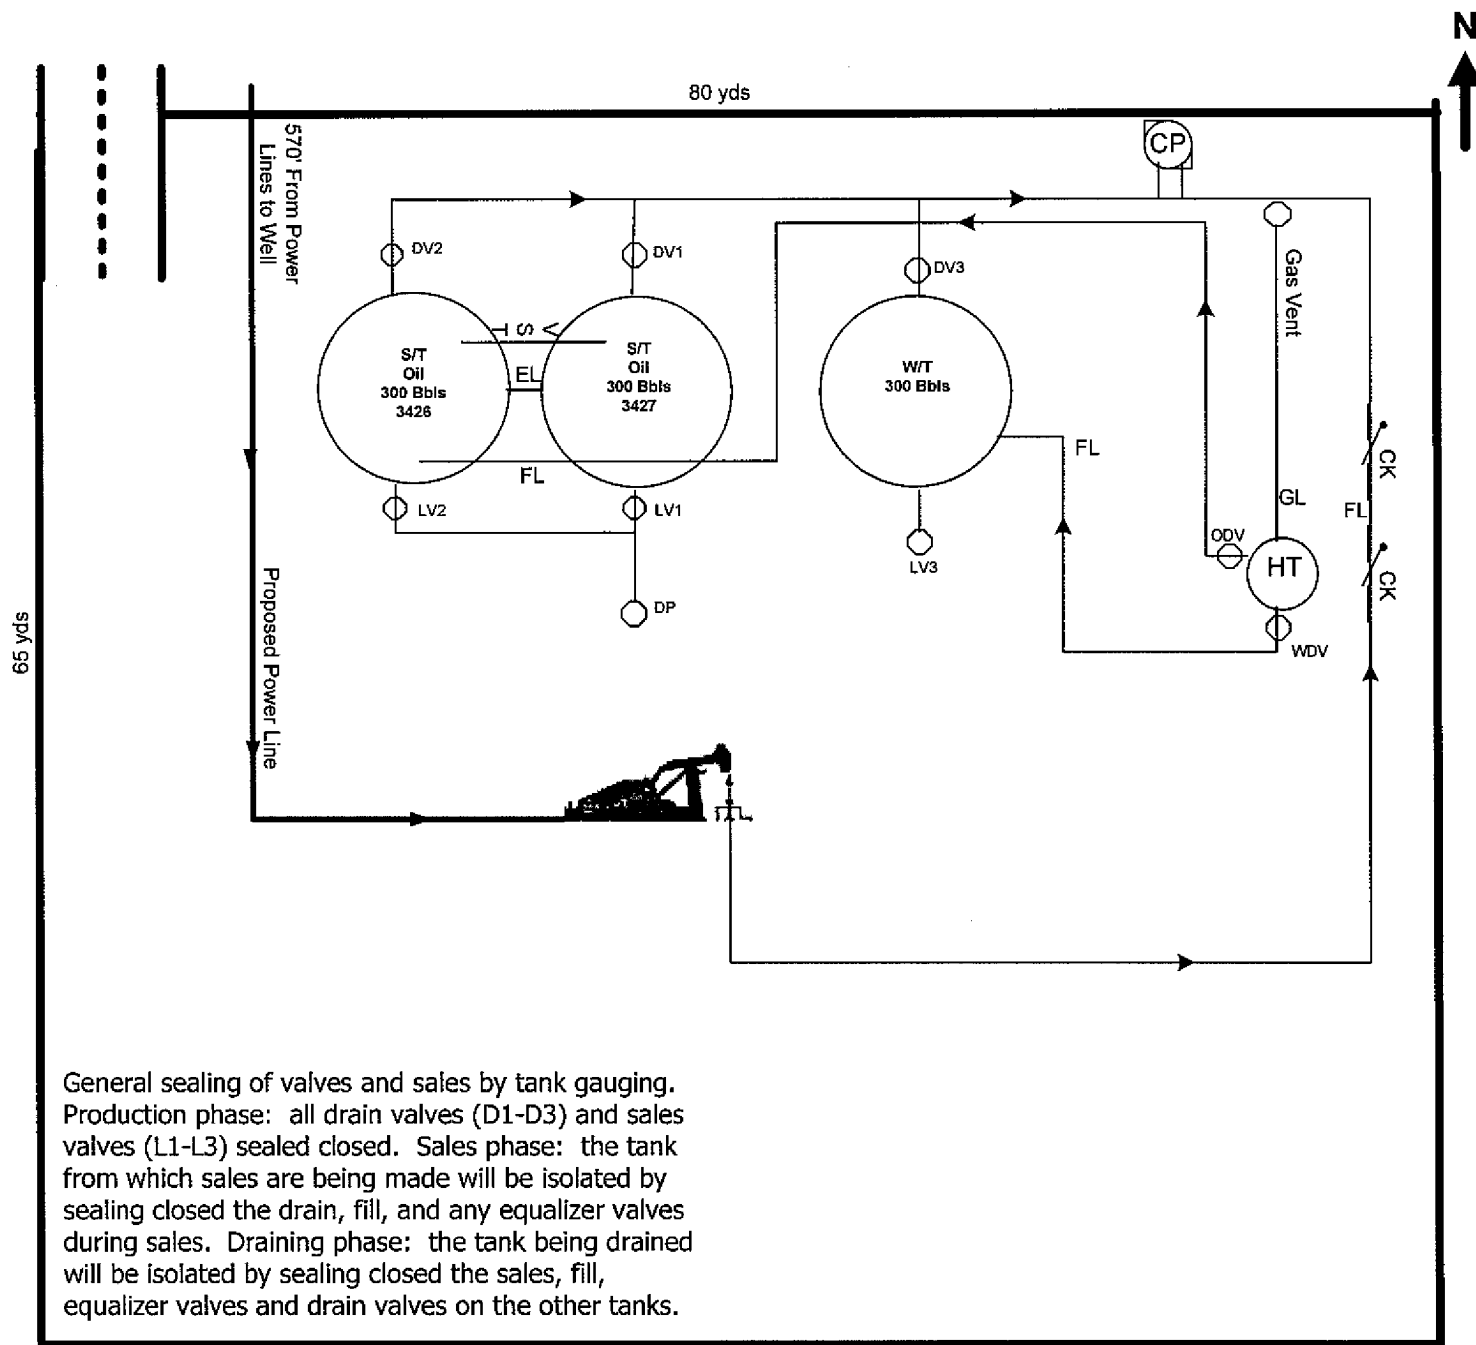 N
80 yds
CP
570' From Power
Lines to Well
DV2
DV1
DV3
Gas Vent
T S V
S/T
Oil
300 Bbls
3426
EL
S/T
Oil
300 Bbls
3427
W/T
300 Bbls
FL
FL
CK
GL
FL
LV2
LV1
LV3
ODV
HT
CK
DP
WDV
Proposed Power Line
65 yds
General sealing of valves and sales by tank gauging.
Production phase: all drain valves (D1-D3) and sales
valves (L1-L3) sealed closed. Sales phase: the tank
from which sales are being made will be isolated by
sealing closed the drain, fill, and any equalizer valves
during sales. Draining phase: the tank being drained
will be isolated by sealing closed the sales, fill,
equalizer valves and drain valves on the other tanks.